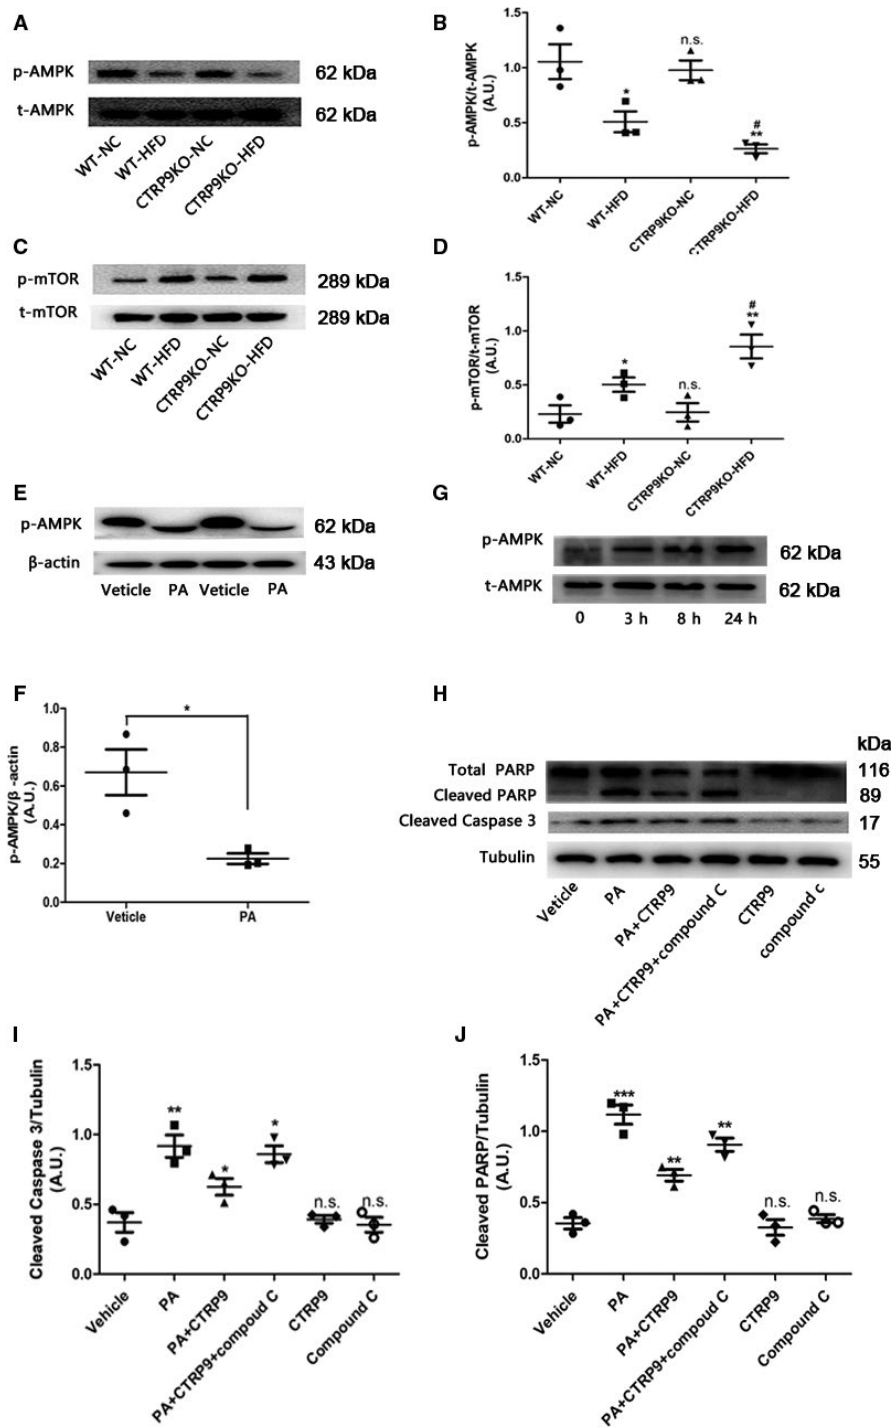 A
p-AMPK
62 kDa
t-AMPK
62 kDa
WT-NC
WT-HFD
CTRP9KO-NC
CTRP9KO-HFD
B
p-AMPK/t-AMPK
(A.U.)
1.5
1.0
0.5
0.0
*
n.s.
#
**
WT-NC
WT-HFD
CTRP9KO-NC
CTRP9KO-HFD
C
p-mTOR
289 kDa
t-mTOR
289 kDa
WT-NC
WT-HFD
CTRP9KO-NC
CTRP9KO-HFD
D
p-mTOR/t-mTOR
(A.U.)
1.5
1.0
0.5
0.0
*
n.s.
#
**
WT-NC
WT-HFD
CTRP9KO-NC
CTRP9KO-HFD
E
p-AMPK
62 kDa
β-actin
43 kDa
Veticle PA Veticle PA
G
p-AMPK
62 kDa
t-AMPK
62 kDa
0 3 h 8 h 24 h
F
p-AMPK/β -actin
(A.U.)
1.0
0.8
0.6
0.4
0.2
0.0
*
Veticle
PA
H
kDa
Total PARP
116
Cleaved PARP
89
Cleaved Caspase 3
17
Tubulin
55
Veticle
PA
PA+CTRP9
PA+CTRP9+compound C
CTRP9
compound c
I
Cleaved Caspase 3/Tubulin
(A.U.)
1.5
1.0
0.5
0.0
**
*
*
n.s.
n.s.
Vehicle
PA
PA+CTRP9
PA+CTRP9+compoud C
CTRP9
Compound C
J
Cleaved PARP/Tubulin
(A.U.)
1.5
1.0
0.5
0.0
***
**
**
n.s.
n.s.
Vehicle
PA
PA+CTRP9
PA+CTRP9+compoud C
CTRP9
Compound C